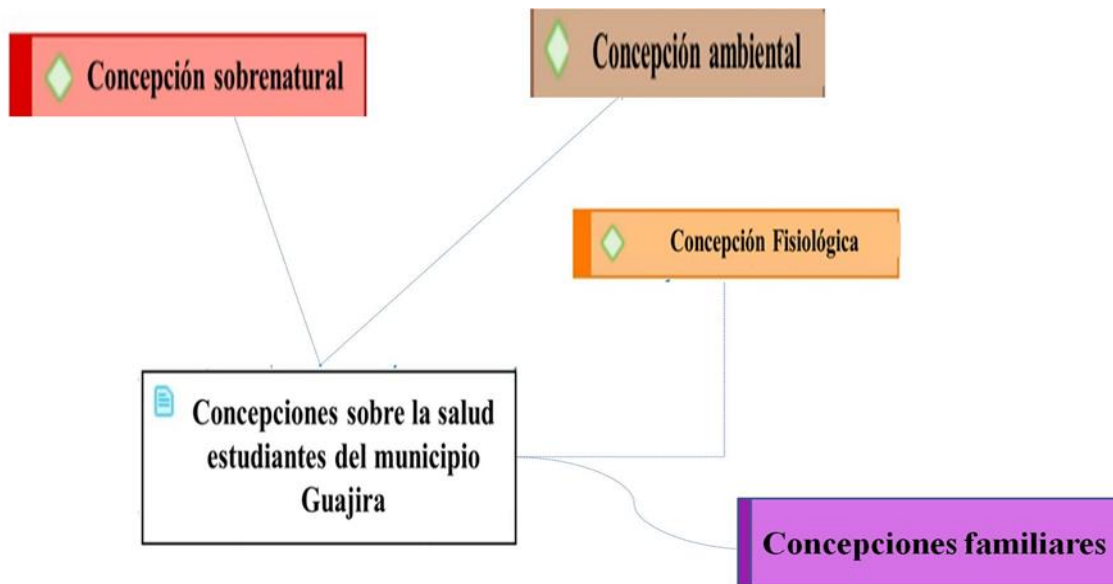 Concepción sobrenatural
Concepción ambiental
Concepción Fisiológica
Concepciones sobre la salud
estudiantes del municipio
Guajira
Concepciones familiares